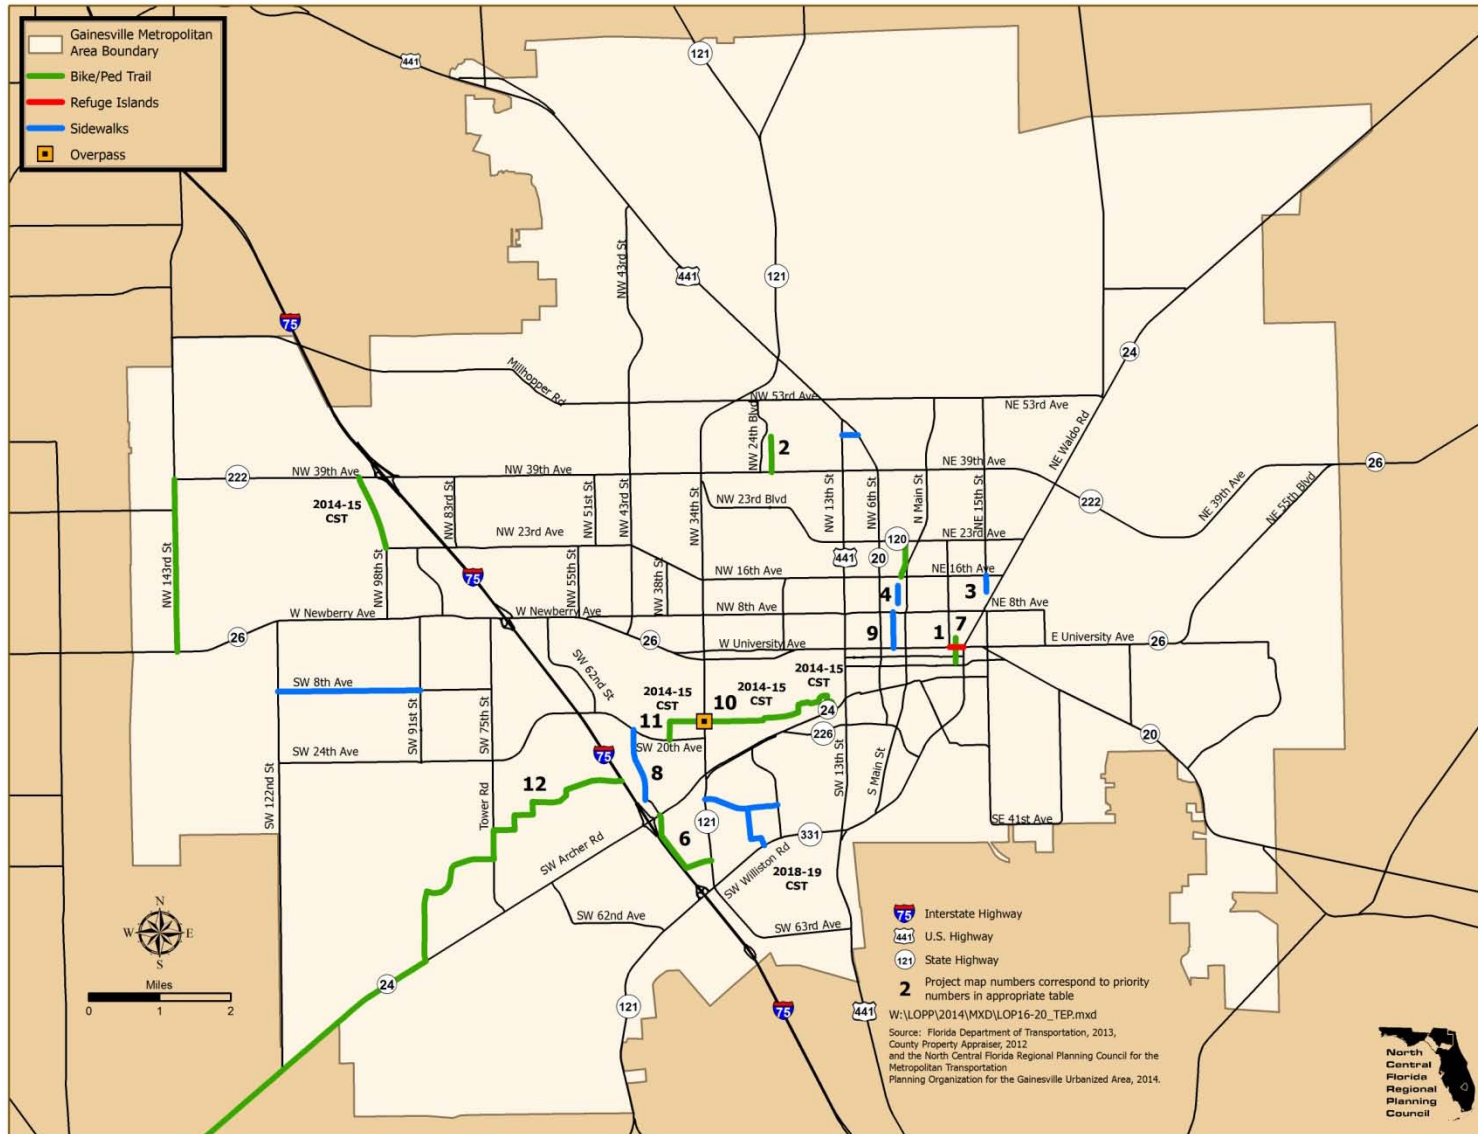 Gainesville Metropolitan
Area Boundary
Bike/Ped Trail
Refuge Islands
Sidewalks
Overpass
441
121
75
441
121
NW 43rd St
24
Millhopper Rd
NW 53rd Ave
NE 53rd Ave
NW 24th Blvd
2
NE Waldo Rd
222
NW 39th Ave
NW 39th Ave
NE 39th Ave
26
2014-15
CST
NW 83rd St
NW 51st St
NW 43rd St
NW 34th St
NW 23rd Blvd
NW 13th St
NW 6th St
N Main St
NE 15th St
222
NE 39th Ave
NE 55th Blvd
NW 23rd Ave
120
NE 23rd Ave
NW 143rd St
NW 98th St
75
NW 55th St
NW 38th St
NW 16th Ave
441
20
NE 16th Ave
4
3
W Newberry Ave
W Newberry Ave
NW 8th Ave
NE 8th Ave
26
26
W University Ave
9
1
7
E University Ave
26
SW 8th Ave
SW 62nd St
2014-15
CST
2014-15
CST
2014-15
CST
11
10
24
SW 91st St
SW 75th St
226
20
SW 24th Ave
SW 20th Ave
75
SW 122nd St
Tower Rd
12
8
SW 13th St
S Main St
SE 41st Ave
SW Archer Rd
6
121
331
SW Williston Rd
2018-19
CST
SW 62nd Ave
SW 63rd Ave
24
121
75
441
N
W
E
S
Miles
0
1
2
75
Interstate Highway
441
U.S. Highway
121
State Highway
2
Project map numbers correspond to priority
numbers in appropriate table
W:\LOPP\2014\MXD\LOP16-20_TEP.mxd
Source: Florida Department of Transportation, 2013,
County Property Appraiser, 2012
and the North Central Florida Regional Planning Council for the
Metropolitan Transportation
Planning Organization for the Gainesville Urbanized Area, 2014.
North
Central
Florida
Regional
Planning
Council